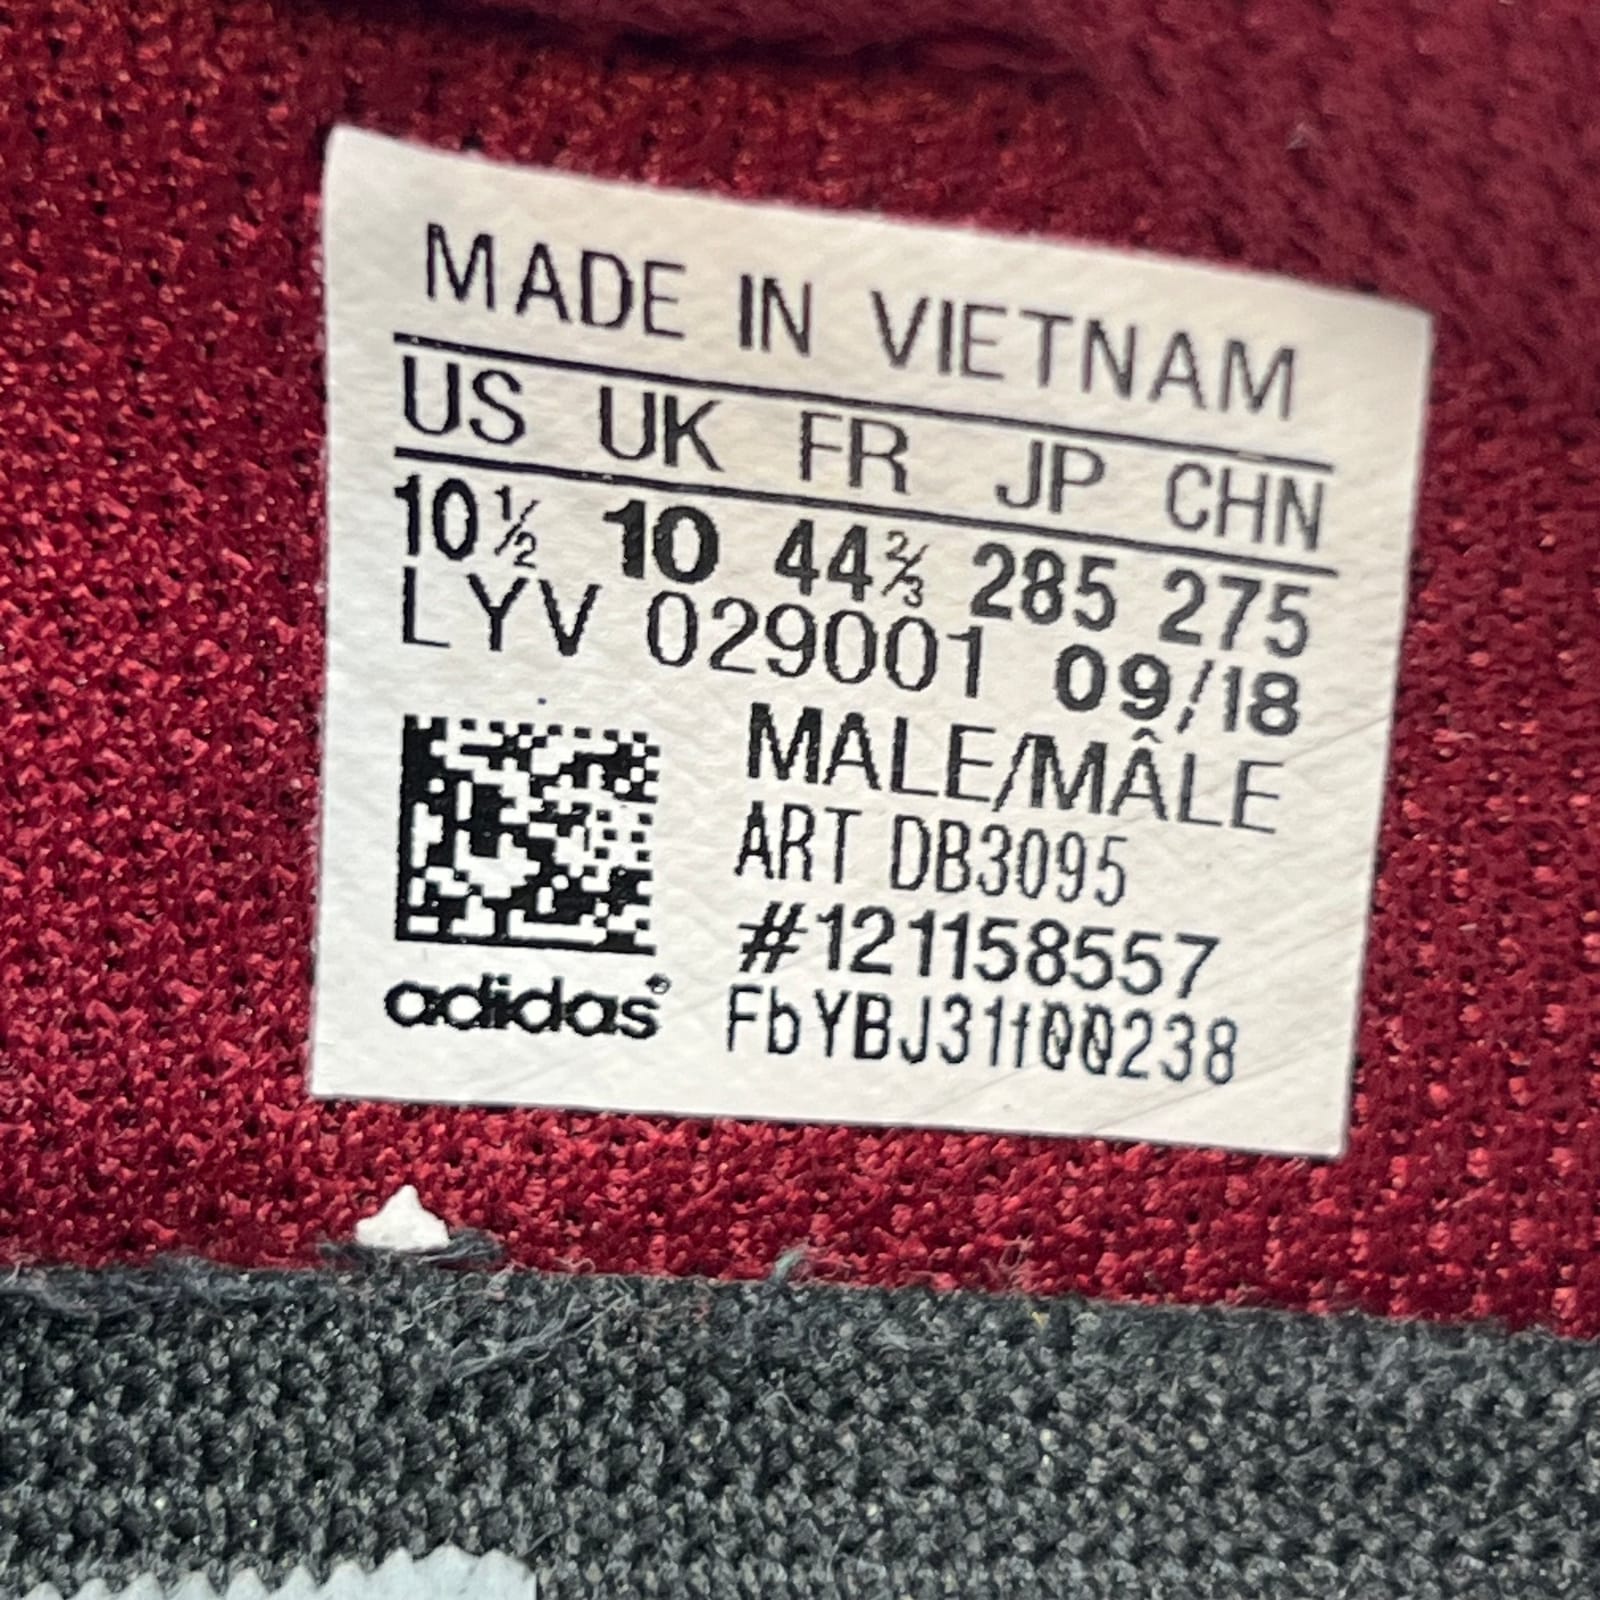 MADE IN VIETNAM
US UK FR JP CHN
10½ 10 44⅔ 285 275
LYV 029001 09/18
MALE/MÂLE
ART DB3095
#121158557
FbYBJ31f00238
adidas®